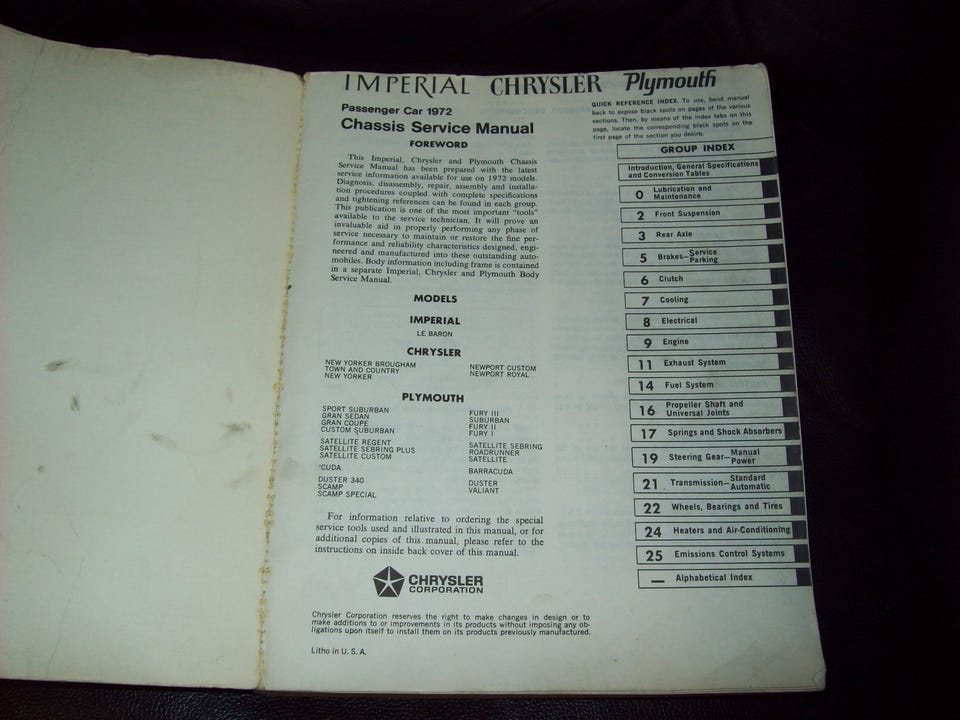 IMPERIAL CHRYSLER Plymouth
Passenger Car 1972
Chassis Service Manual
FOREWORD
This Imperial, Chrysler and Plymouth Chassis
Service Manual has been prepared with the latest
service information available for use on 1972 models.
Diagnosis, disassembly, repair, assembly and installa-
tion procedures coupled with complete specifications
and tightening references can be found in each group.
This publication is one of the most important "tools"
available to the service technician. It will prove an
invaluable aid in properly performing any phase of
service necessary to maintain or restore the fine per-
formance and reliability characteristics designed, engi-
neered and manufactured into these outstanding auto-
mobiles. Body information including frame is contained
in a separate Imperial, Chrysler and Plymouth Body
Service Manual.
MODELS
IMPERIAL
LE BARON
CHRYSLER
NEW YORKER BROUGHAM
TOWN AND COUNTRY
NEW YORKER
NEWPORT CUSTOM
NEWPORT ROYAL
PLYMOUTH
SPORT SUBURBAN
GRAN SEDAN
GRAN COUPE
CUSTOM SUBURBAN
FURY III
SUBURBAN
FURY II
FURY I
SATELLITE REGENT
SATELLITE SEBRING PLUS
SATELLITE CUSTOM
SATELLITE SEBRING
ROADRUNNER
SATELLITE
'CUDA
BARRACUDA
DUSTER 340
SCAMP
SCAMP SPECIAL
DUSTER
VALIANT
For information relative to ordering the special
service tools used and illustrated in this manual, or for
additional copies of this manual, please refer to the
instructions on inside back cover of this manual.
CHRYSLER
CORPORATION
Chrysler Corporation reserves the right to make changes in design or to
make additions to or improvements in its products without imposing any ob-
ligations upon itself to install them on its products previously manufactured.
Litho in U. S. A.
QUICK REFERENCE INDEX. To use, bend manual
back to expose black spots on pages of the various
sections. Then, by means of the index tabs on this
page, locate the corresponding black spots on the
first page of the section you desire.
GROUP INDEX
Introduction, General Specifications
and Conversion Tables
0 Lubrication and
Maintenance
2 Front Suspension
3 Rear Axle
5 Brakes—Service
Parking
6 Clutch
7 Cooling
8 Electrical
9 Engine
11 Exhaust System
14 Fuel System
16 Propeller Shaft and
Universal Joints
17 Springs and Shock Absorbers
19 Steering Gear—Manual
Power
21 Transmission—Standard
Automatic
22 Wheels, Bearings and Tires
24 Heaters and Air-Conditioning
25 Emissions Control Systems
— Alphabetical Index